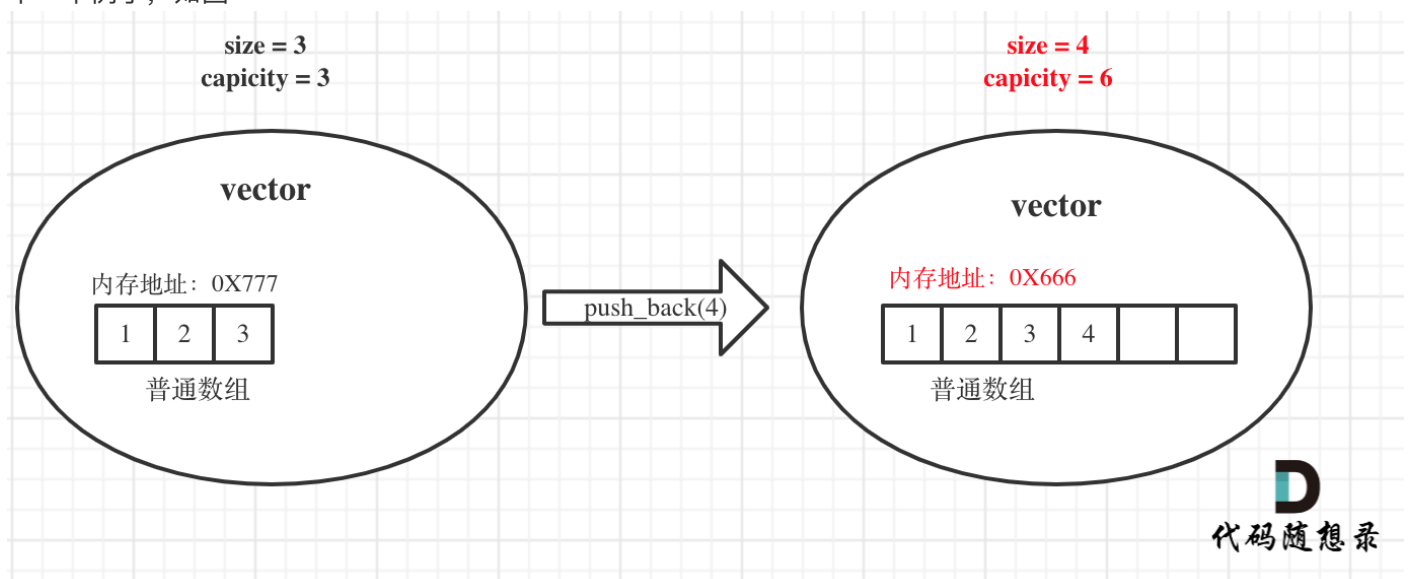 size = 3
capicity = 3
size = 4
capicity = 6
vector
vector
内存地址：0X777
内存地址：0X666
1 2 3
push_back(4)
1 2 3 4
普通数组
普通数组
代码随想录